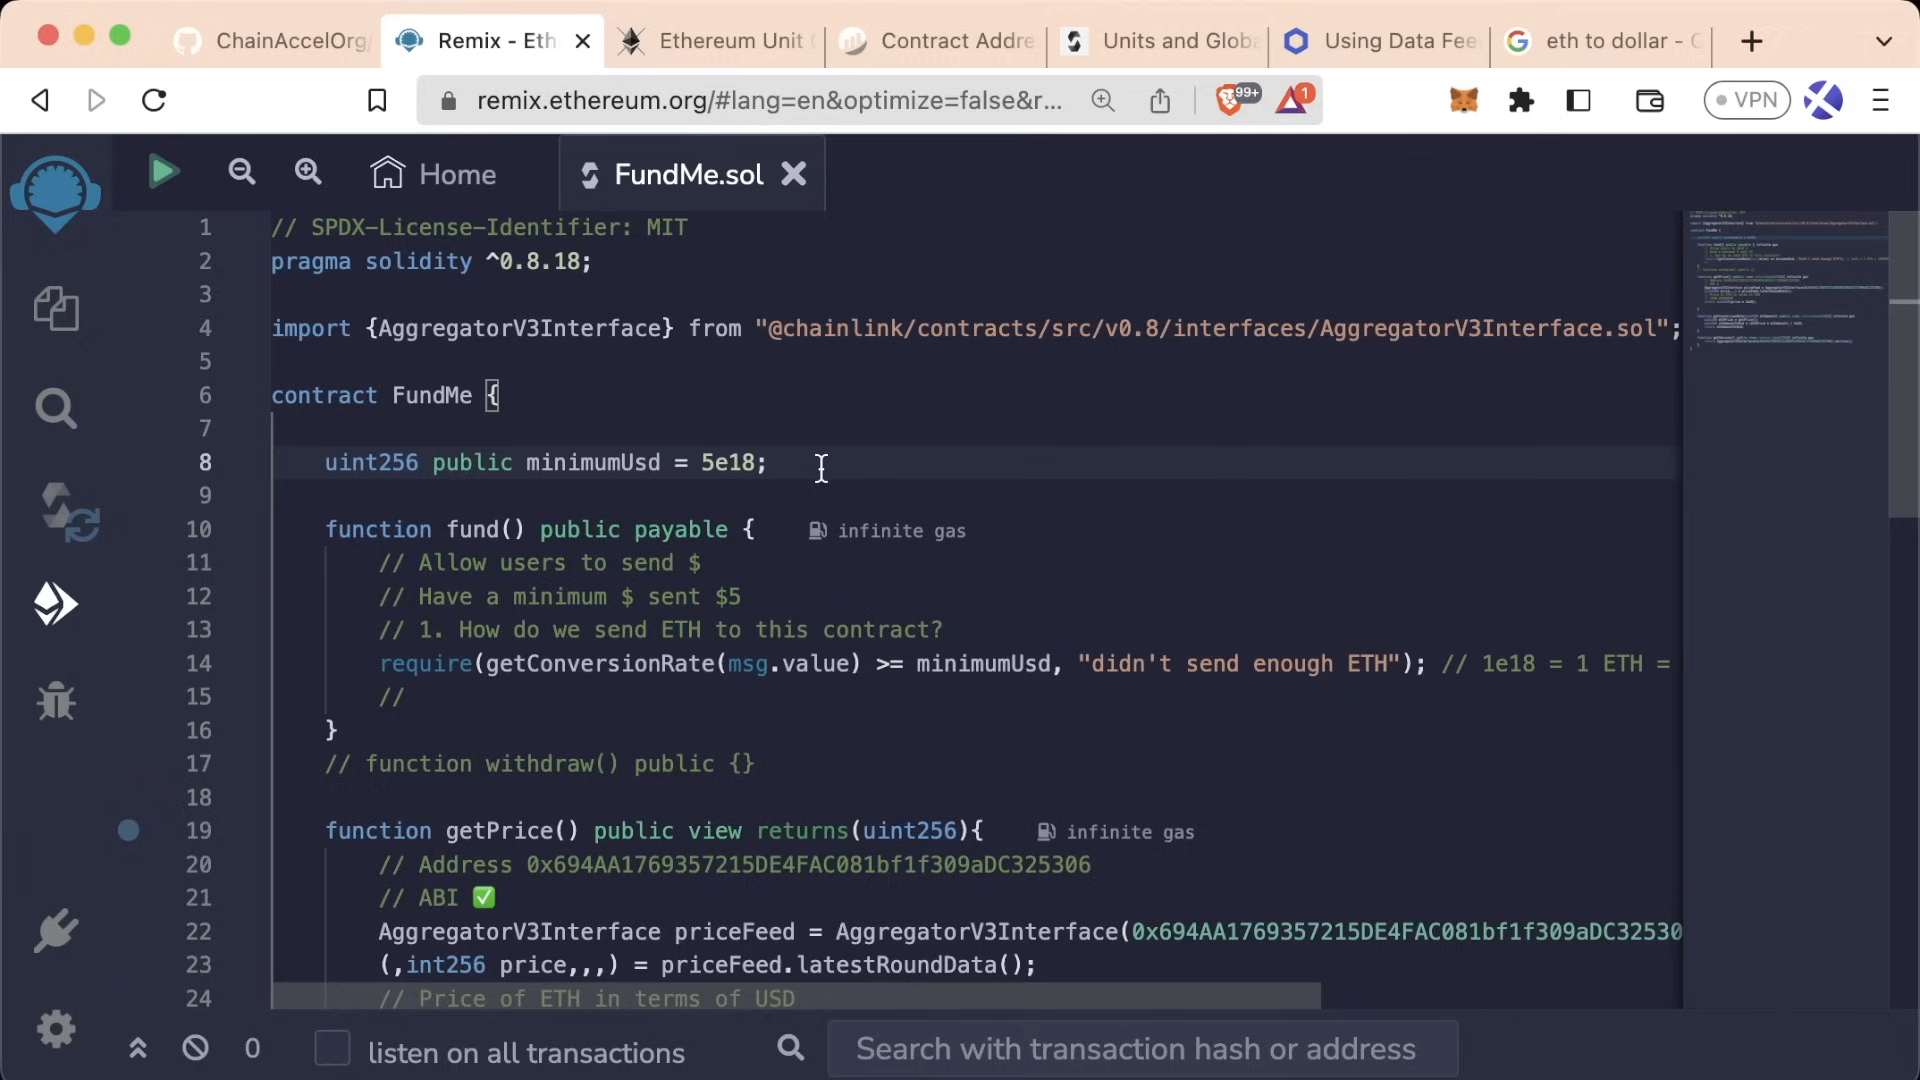 ChainAccelOrg/
Remix - Eth
Ethereum Unit
Contract Addre
Units and Globa
Using Data Fee
eth to dollar - G
remix.ethereum.org/#lang=en&optimize=false&r...
99+
1
VPN
Home
FundMe.sol
1 // SPDX-License-Identifier: MIT
2 pragma solidity ^0.8.18;
3
4 import {AggregatorV3Interface} from "@chainlink/contracts/src/v0.8/interfaces/AggregatorV3Interface.sol";
5
6 contract FundMe {
7
8 uint256 public minimumUsd = 5e18;
9
10 function fund() public payable { infinite gas
11 // Allow users to send $
12 // Have a minimum $ sent $5
13 // 1. How do we send ETH to this contract?
14 require(getConversionRate(msg.value) >= minimumUsd, "didn't send enough ETH"); // 1e18 = 1 ETH =
15 //
16 }
17 // function withdraw() public {}
18
19 function getPrice() public view returns(uint256){ infinite gas
20 // Address 0x694AA1769357215DE4FAC081bf1f309aDC325306
21 // ABI ✅
22 AggregatorV3Interface priceFeed = AggregatorV3Interface(0x694AA1769357215DE4FAC081bf1f309aDC32530
23 (,int256 price,,,) = priceFeed.latestRoundData();
24 // Price of ETH in terms of USD
0
listen on all transactions
Search with transaction hash or address